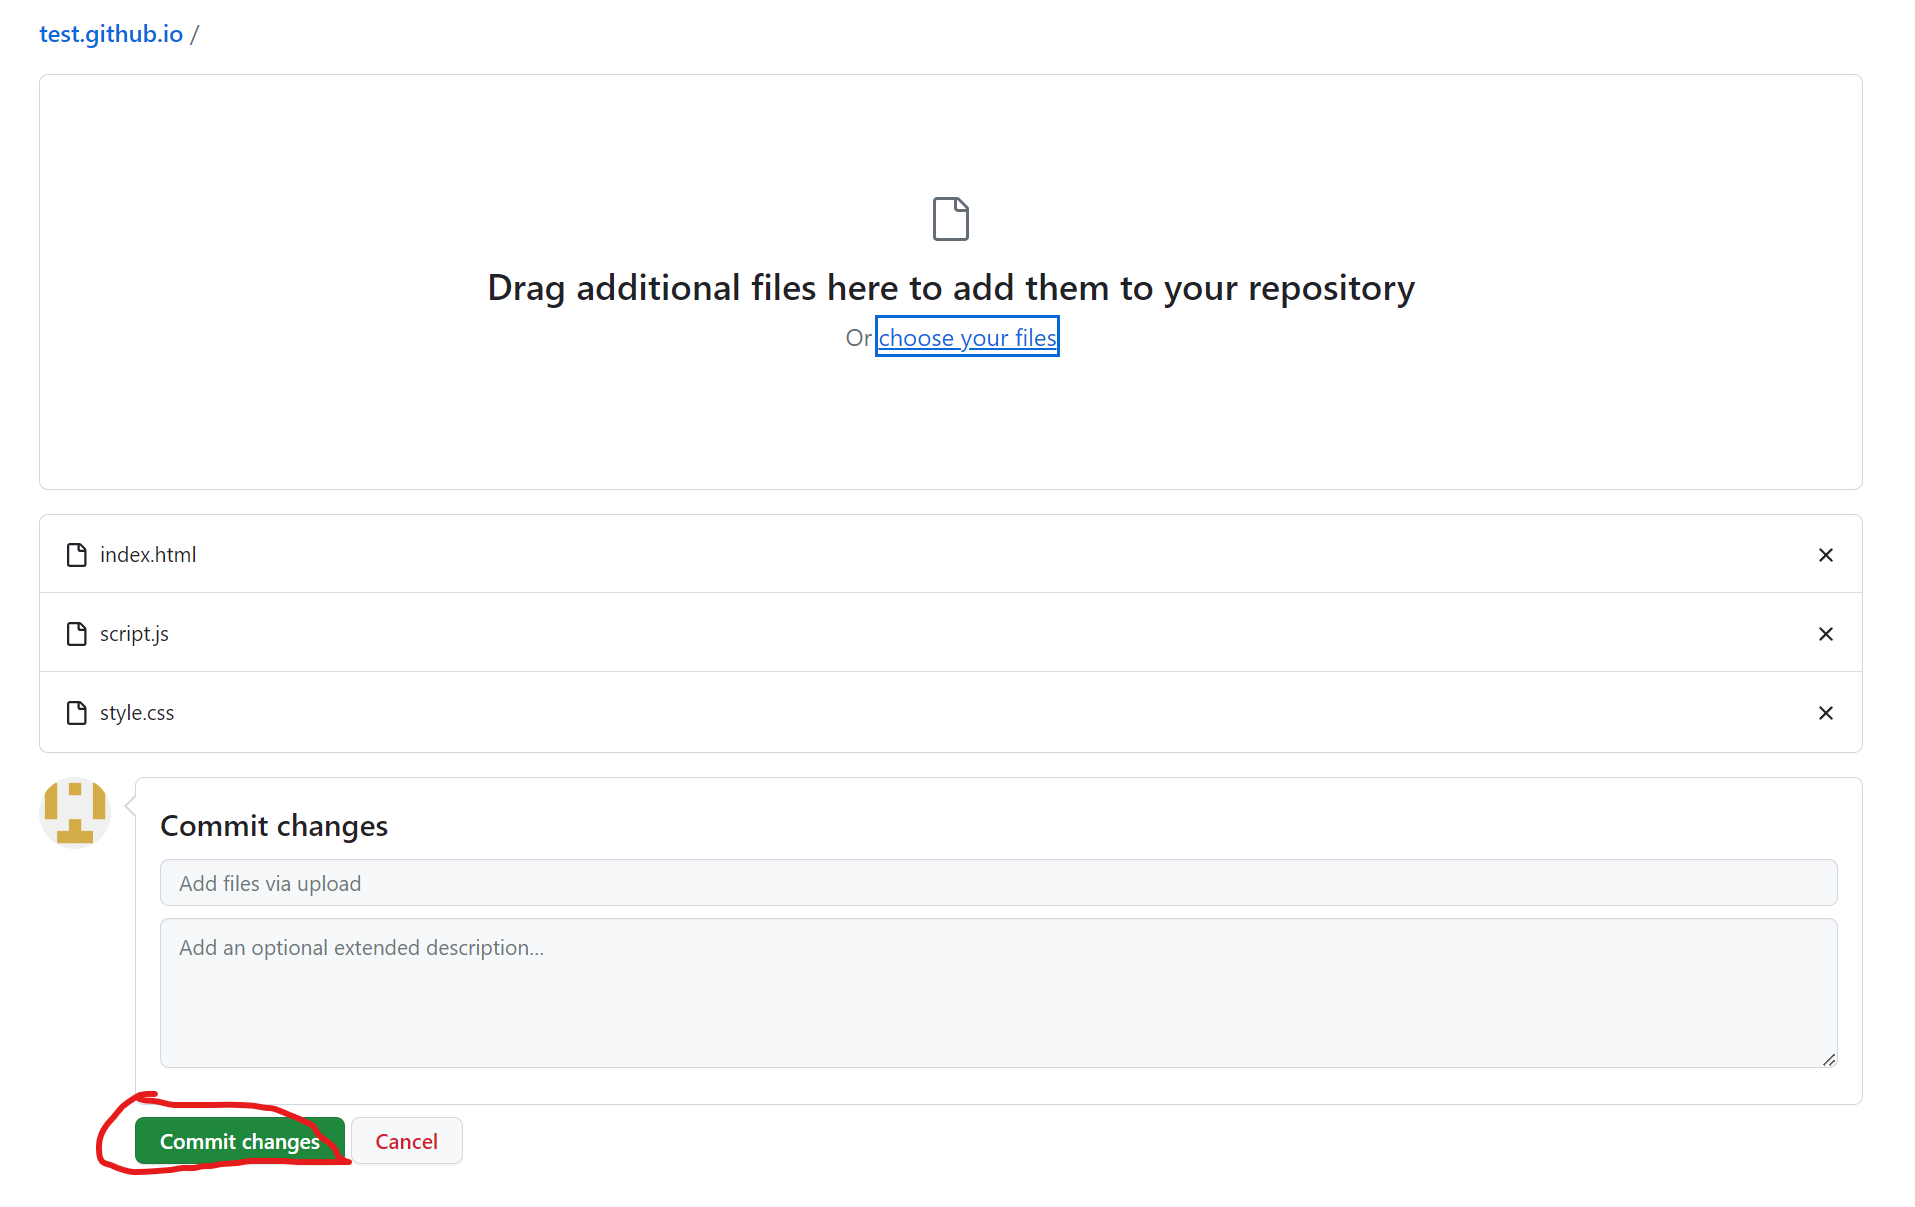 test.github.io /
Drag additional files here to add them to your repository
Or choose your files
index.html
script.js
style.css
Commit changes
Add files via upload
Add an optional extended description...
Commit changes Cancel